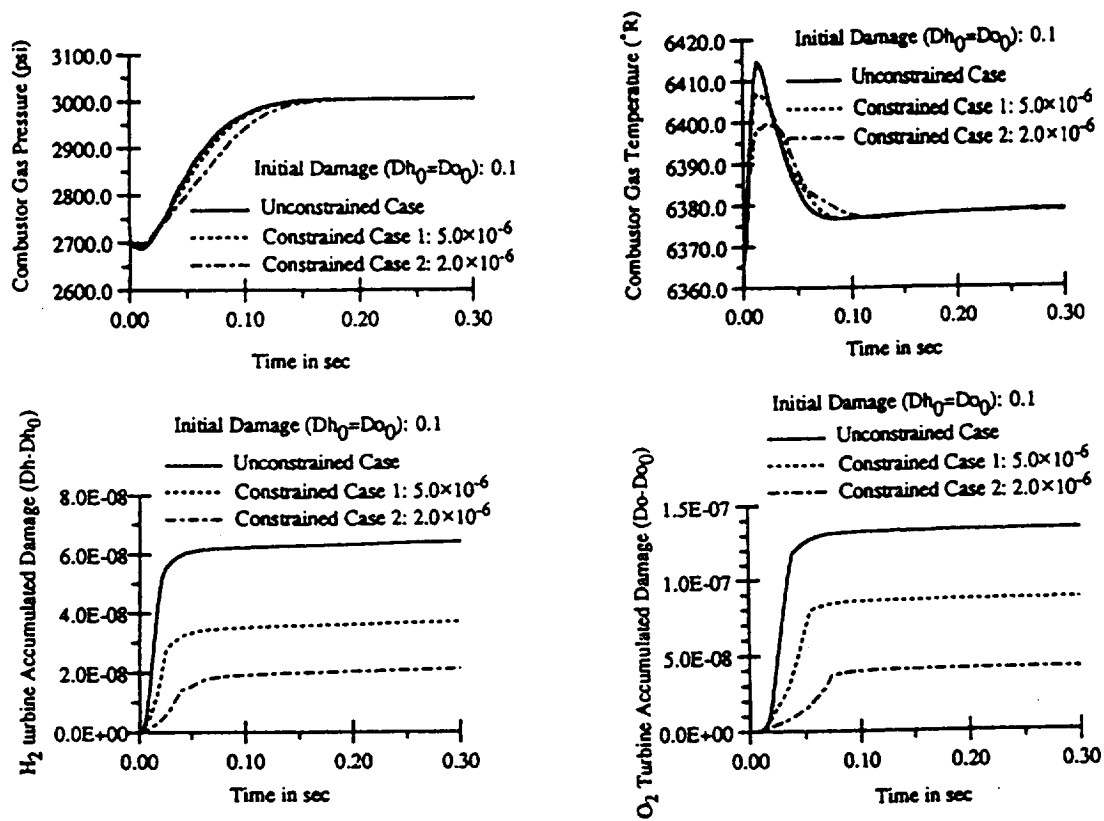 Combustor Gas Pressure (psi)
3100.0
3000.0
2900.0
2800.0
2700.0
2600.0
Initial Damage (Dh0=Do0): 0.1
Unconstrained Case
Constrained Case 1: 5.0×10-6
Constrained Case 2: 2.0×10-6
0.00 0.10 0.20 0.30
Time in sec
Combustor Gas Temperature (°R)
6420.0
6410.0
6400.0
6390.0
6380.0
6370.0
6360.0
Initial Damage (Dh0=Do0): 0.1
Unconstrained Case
Constrained Case 1: 5.0×10-6
Constrained Case 2: 2.0×10-6
0.00 0.10 0.20 0.30
Time in sec
H2 turbine Accumulated Damage (Dh-Dh0)
Initial Damage (Dh0=Do0): 0.1
Unconstrained Case
Constrained Case 1: 5.0×10-6
Constrained Case 2: 2.0×10-6
8.0E-08
6.0E-08
4.0E-08
2.0E-08
0.0E+00
0.00 0.10 0.20 0.30
Time in sec
O2 Turbine Accumulated Damage (Do-Do0)
Initial Damage (Dh0=Do0): 0.1
Unconstrained Case
Constrained Case 1: 5.0×10-6
Constrained Case 2: 2.0×10-6
1.5E-07
1.0E-07
5.0E-08
0.0E+00
0.00 0.10 0.20 0.30
Time in sec